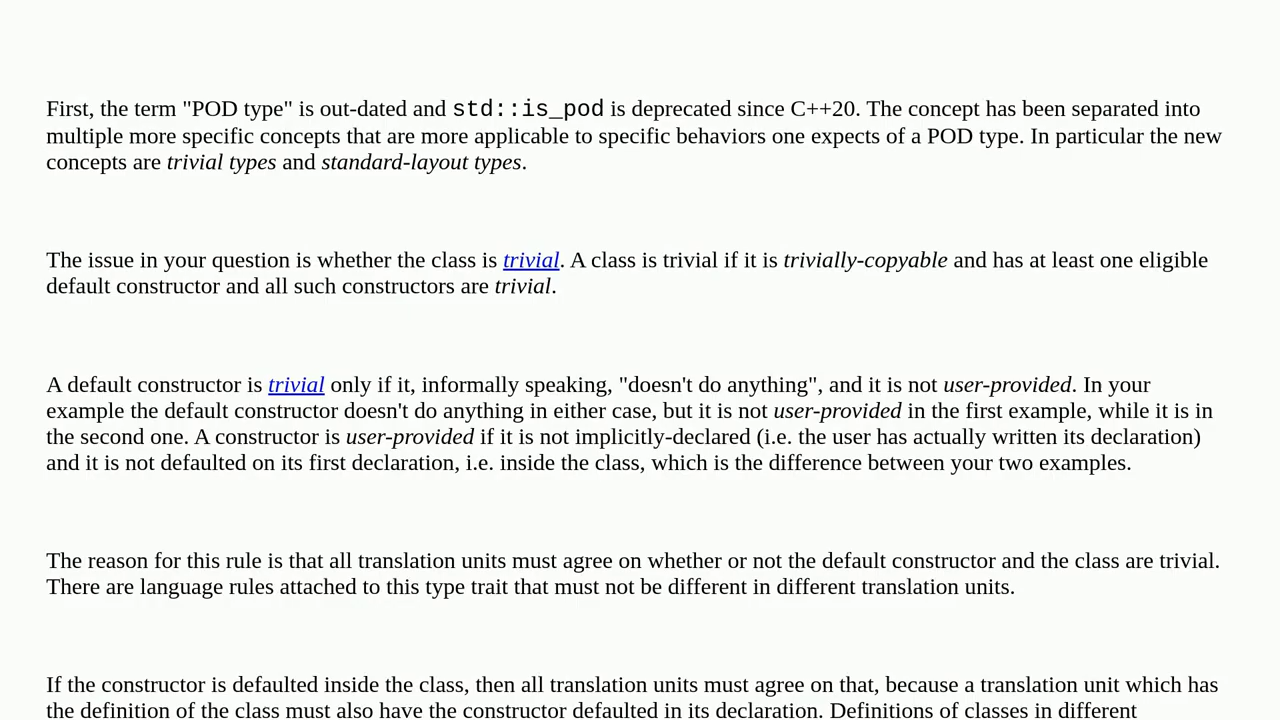 First, the term "POD type" is out-dated and std::is_pod is deprecated since C++20. The concept has been separated into
multiple more specific concepts that are more applicable to specific behaviors one expects of a POD type. In particular the new
concepts are trivial types and standard-layout types.
The issue in your question is whether the class is trivial. A class is trivial if it is trivially-copyable and has at least one eligible
default constructor and all such constructors are trivial.
A default constructor is trivial only if it, informally speaking, "doesn't do anything", and it is not user-provided. In your
example the default constructor doesn't do anything in either case, but it is not user-provided in the first example, while it is in
the second one. A constructor is user-provided if it is not implicitly-declared (i.e. the user has actually written its declaration)
and it is not defaulted on its first declaration, i.e. inside the class, which is the difference between your two examples.
The reason for this rule is that all translation units must agree on whether or not the default constructor and the class are trivial.
There are language rules attached to this type trait that must not be different in different translation units.
If the constructor is defaulted inside the class, then all translation units must agree on that, because a translation unit which has
the definition of the class must also have the constructor defaulted in its declaration. Definitions of classes in different